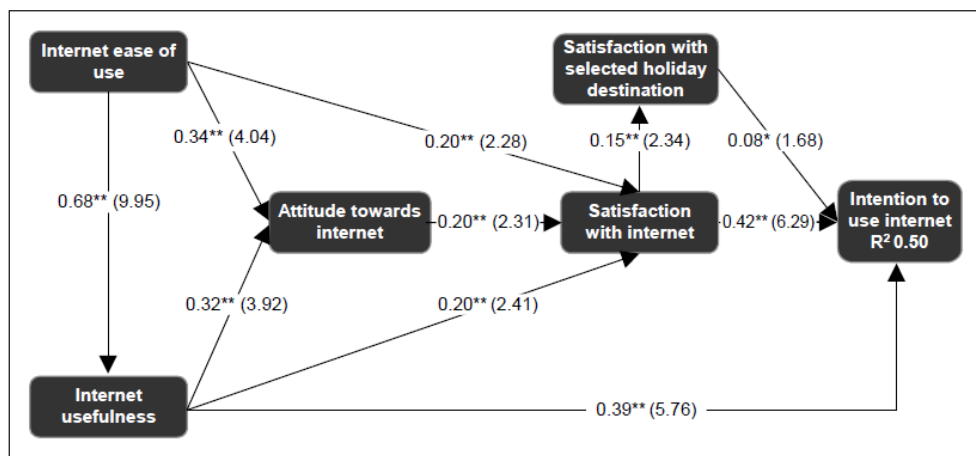 Internet ease of
use
Satisfaction with
selected holiday
destination
0.34** (4.04)
0.20** (2.28)
0.15** (2.34)
0.08* (1.68)
0.68** (9.95)
Attitude towards
internet
0.20** (2.31)
Satisfaction
with internet
0.42** (6.29)
Intention to
use internet
R² 0.50
0.32** (3.92)
0.20** (2.41)
Internet
usefulness
0.39** (5.76)